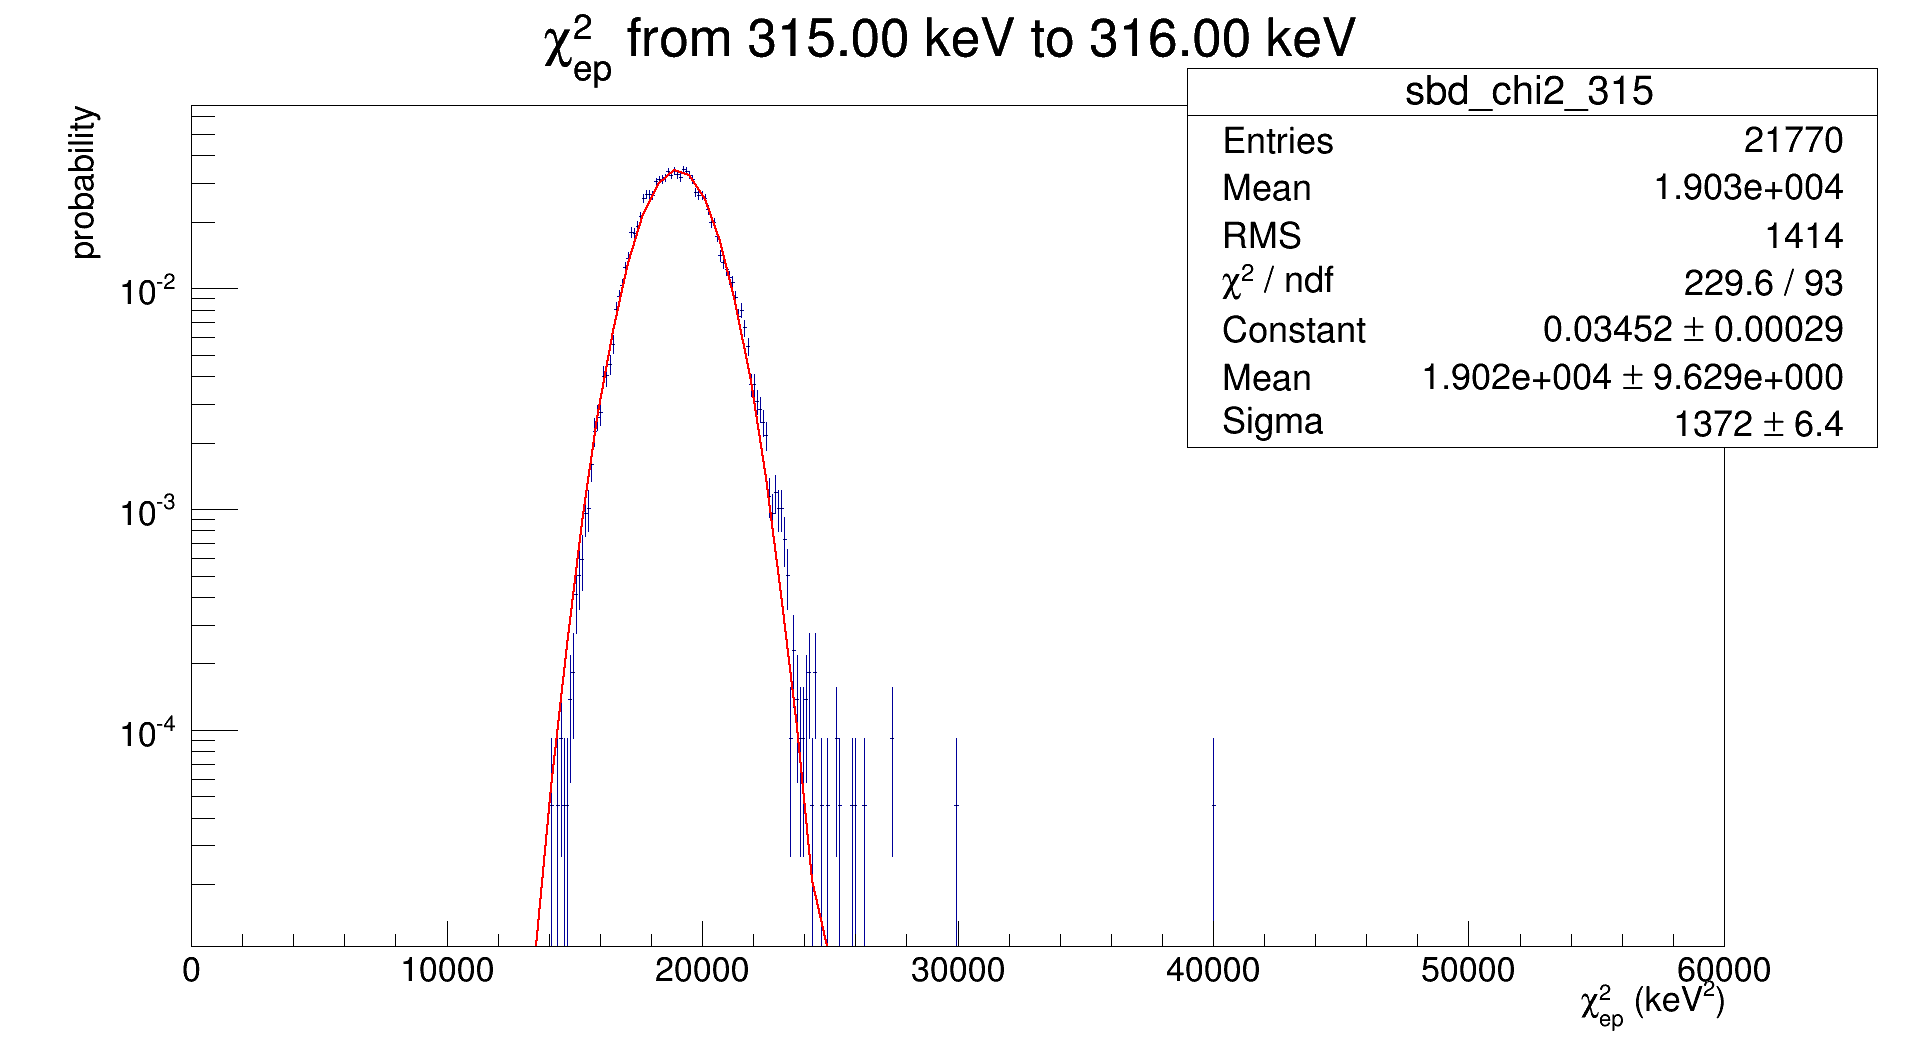 χ²ep from 315.00 keV to 316.00 keV
probability
sbd_chi2_315
Entries 21770
Mean 1.903e+004
RMS 1414
χ² / ndf 229.6 / 93
Constant 0.03452 ± 0.00029
Mean 1.902e+004 ± 9.629e+000
Sigma 1372 ± 6.4
10⁻²
10⁻³
10⁻⁴
0 10000 20000 30000 40000 50000 60000
χ²ep (keV²)